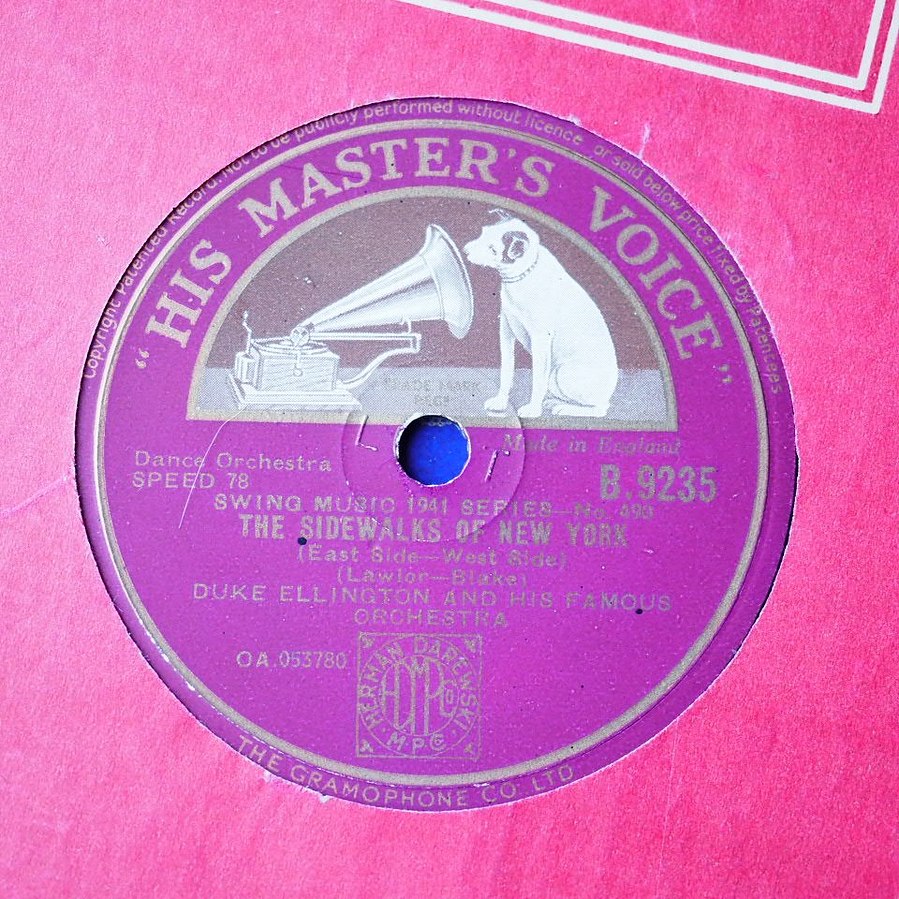 Copyright. Patented Record. Not to be publicly performed without licence, or sold below price fixed by Patentees
"HIS MASTER'S VOICE"
TRADE MARK
REGD
Made in England
Dance Orchestra
SPEED 78
B.9235
SWING MUSIC 1941 SERIES—No. 493
THE SIDEWALKS OF NEW YORK
(East Side—West Side)
(Lawlor—Blake)
DUKE ELLINGTON AND HIS FAMOUS
ORCHESTRA
OA.053780
HERMAN DAREWSKI
MPC
THE GRAMOPHONE CO LTD